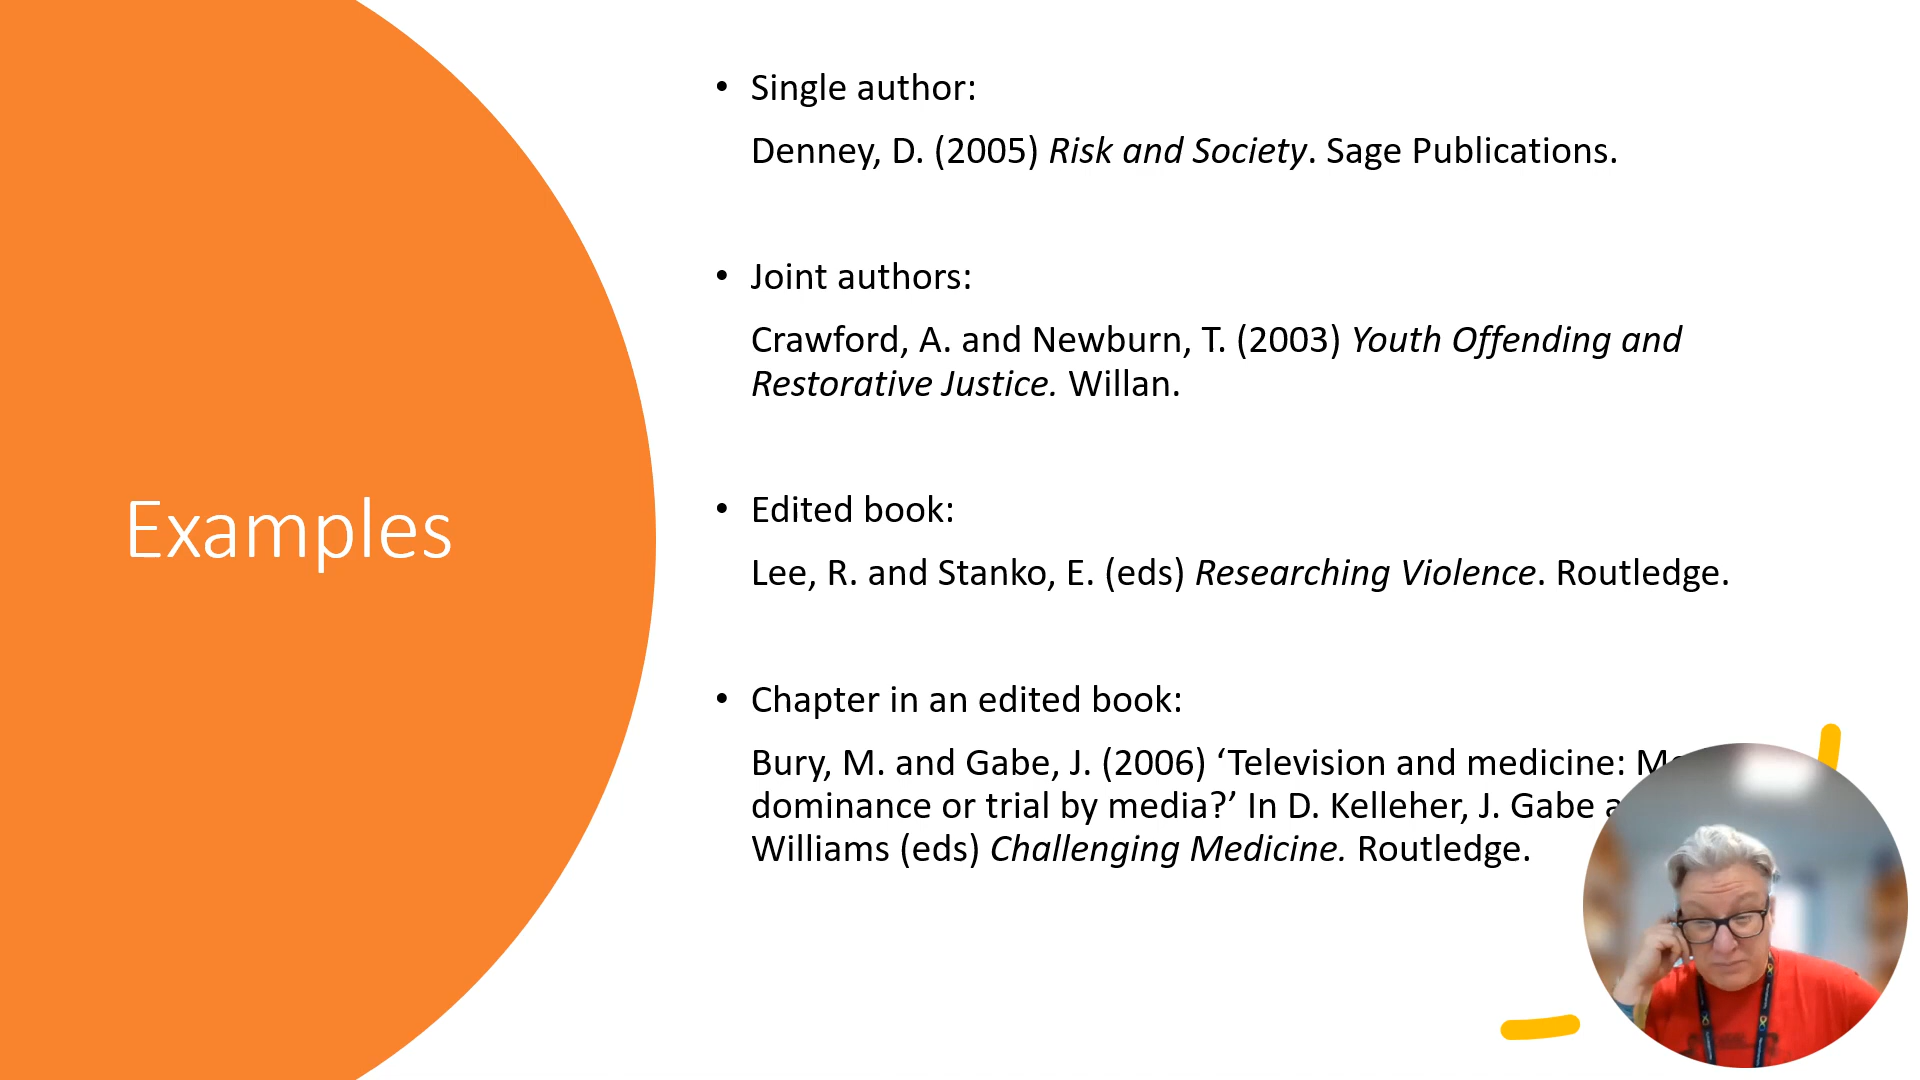 Examples
• Single author:
Denney, D. (2005) Risk and Society. Sage Publications.
• Joint authors:
Crawford, A. and Newburn, T. (2003) Youth Offending and
Restorative Justice. Willan.
• Edited book:
Lee, R. and Stanko, E. (eds) Researching Violence. Routledge.
• Chapter in an edited book:
Bury, M. and Gabe, J. (2006) ‘Television and medicine:
dominance or trial by media?’ In D. Kelleher, J. Gabe
Williams (eds) Challenging Medicine. Routledge.